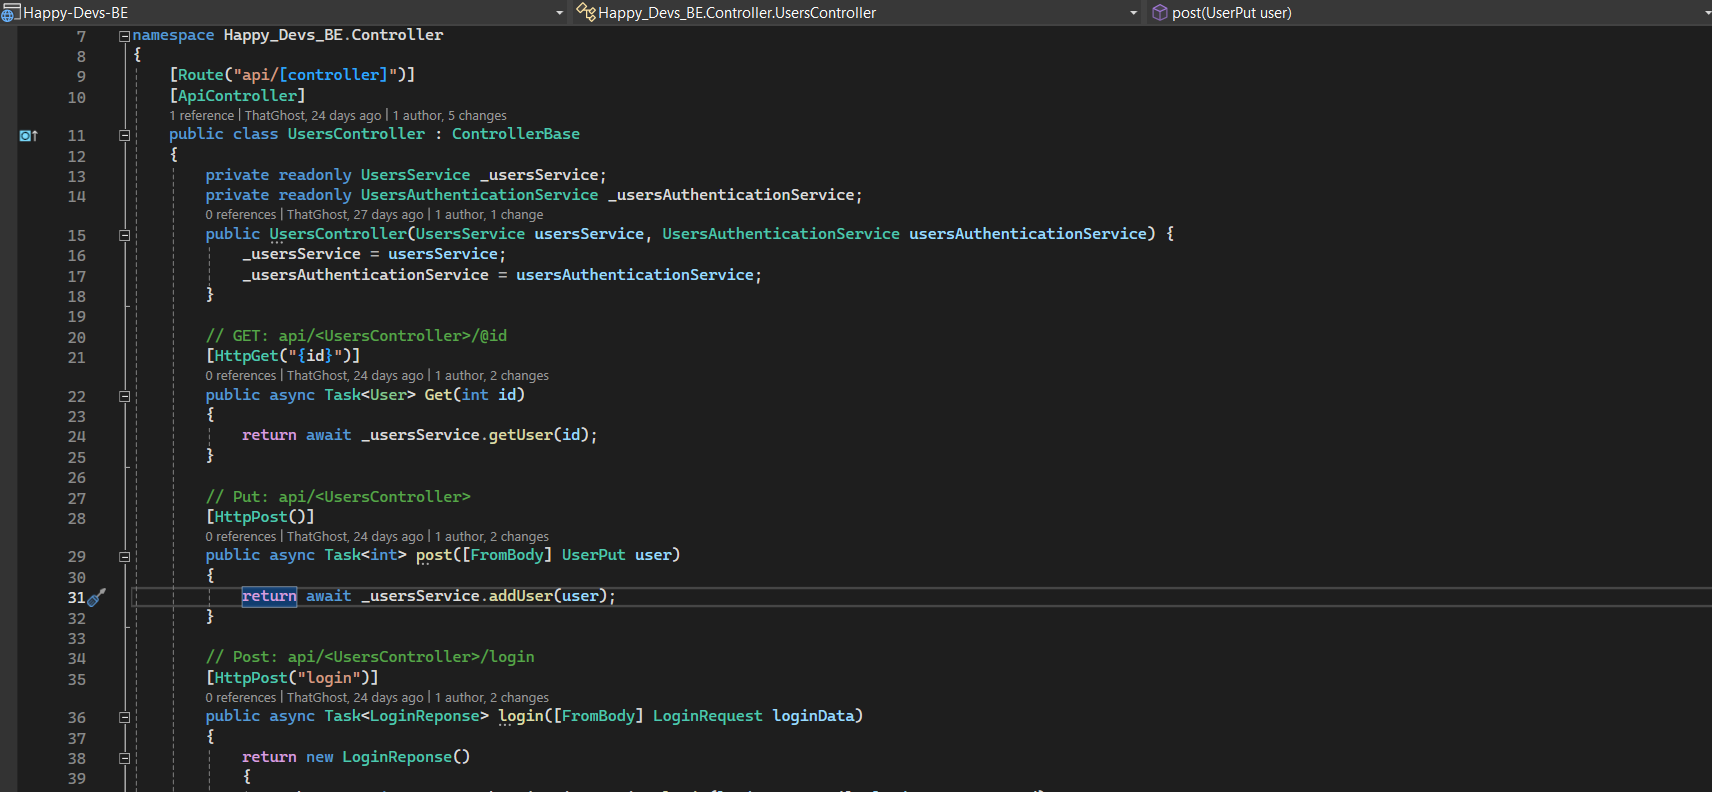 Happy-Devs-BE Happy_Devs_BE.Controller.UsersController post(UserPut user)
7 namespace Happy_Devs_BE.Controller
8 {
9 [Route("api/[controller]")]
10 [ApiController]
1 reference | ThatGhost, 24 days ago | 1 author, 5 changes
11 public class UsersController : ControllerBase
12 {
13 private readonly UsersService _usersService;
14 private readonly UsersAuthenticationService _usersAuthenticationService;
0 references | ThatGhost, 27 days ago | 1 author, 1 change
15 public UsersController(UsersService usersService, UsersAuthenticationService usersAuthenticationService) {
16 _usersService = usersService;
17 _usersAuthenticationService = usersAuthenticationService;
18 }
19
20 // GET: api/<UsersController>/@id
21 [HttpGet("{id}")]
0 references | ThatGhost, 24 days ago | 1 author, 2 changes
22 public async Task<User> Get(int id)
23 {
24 return await _usersService.getUser(id);
25 }
26
27 // Put: api/<UsersController>
28 [HttpPost()]
0 references | ThatGhost, 24 days ago | 1 author, 2 changes
29 public async Task<int> post([FromBody] UserPut user)
30 {
31 return await _usersService.addUser(user);
32 }
33
34 // Post: api/<UsersController>/login
35 [HttpPost("login")]
0 references | ThatGhost, 24 days ago | 1 author, 2 changes
36 public async Task<LoginReponse> login([FromBody] LoginRequest loginData)
37 {
38 return new LoginReponse()
39 {